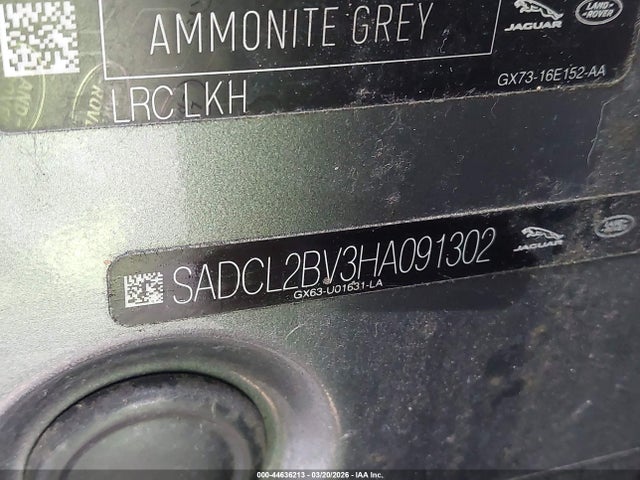 AMMONITE GREY
JAGUAR
LAND-
ROVER
GX73-16E152-AA
LRC LKH
SADCL2BV3HA091302
GX63-U01631-LA
JAGUAR
000-44636213 - 03/20/2026 - IAA Inc.